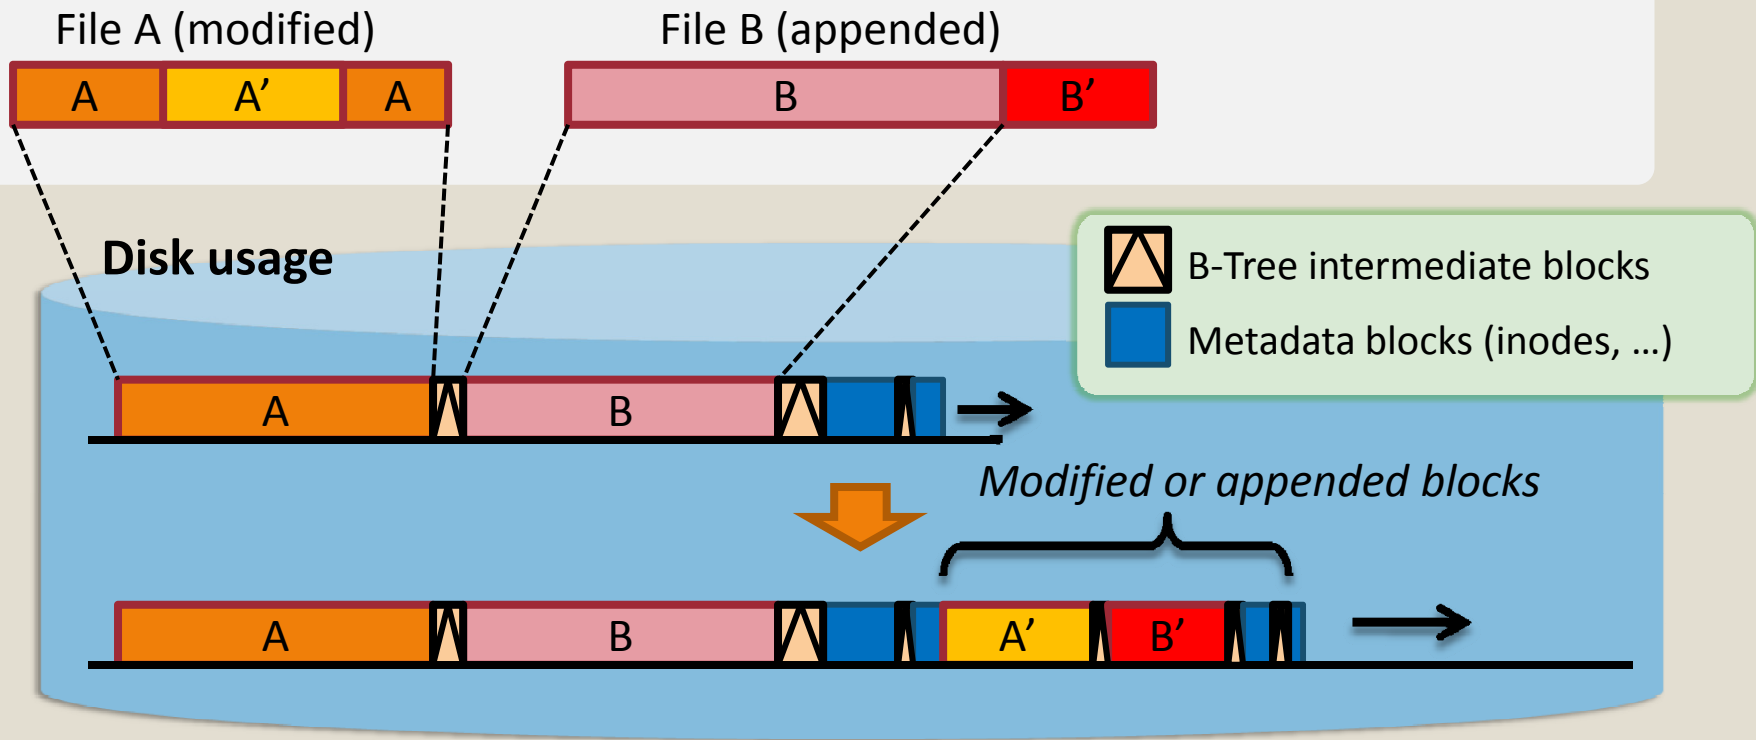 File A (modified)
File B (appended)
A
A’
A
B
B’
Disk usage
B-Tree intermediate blocks
Metadata blocks (inodes, …)
A
B
Modified or appended blocks
A
B
A’
B’